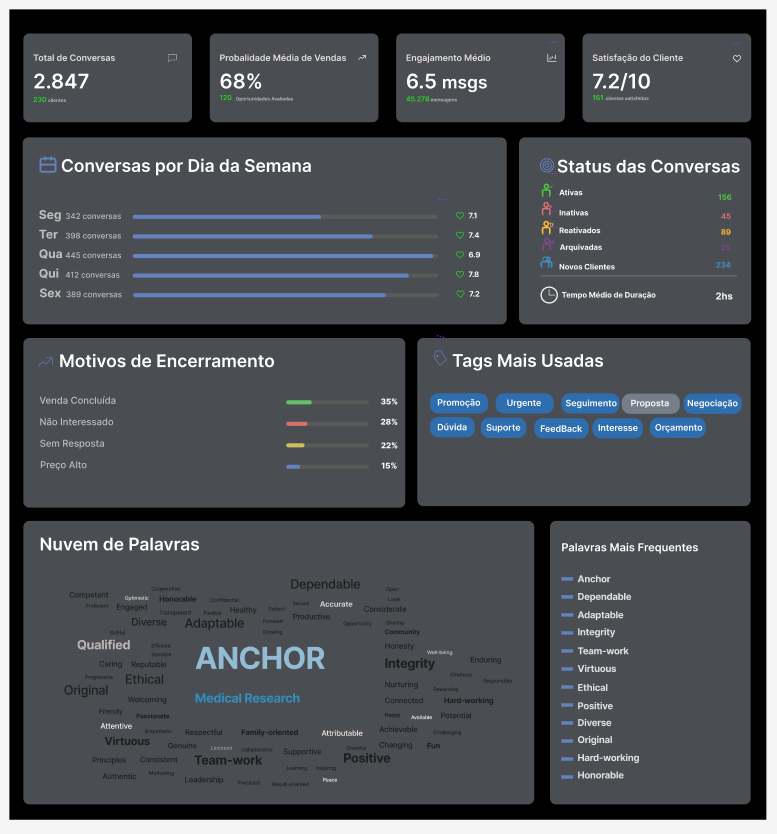 Total de Conversas
2.847
230 clientes
Probalidade Média de Vendas
68%
120 Oportunidades Avaliadas
Engajamento Médio
6.5 msgs
45.278 mensagens
Satisfação do Cliente
7.2/10
161 clientes satisfeitos
Conversas por Dia da Semana
Seg 342 conversas 7.1
Ter 398 conversas 7.4
Qua 445 conversas 6.9
Qui 412 conversas 7.8
Sex 389 conversas 7.2
Status das Conversas
Ativas 156
Inativas 45
Reativados 89
Arquivadas 25
Novos Clientes 234
Tempo Médio de Duração 2hs
Motivos de Encerramento
Venda Concluída 35%
Não Interessado 28%
Sem Resposta 22%
Preço Alto 15%
Tags Mais Usadas
Promoção Urgente Seguimento Proposta Negociação
Dúvida Suporte FeedBack Interesse Orçamento
Nuvem de Palavras
Dependable
Cooperative
Open
Competent
Optimistic
Honorable
Confidential
Loyal
Proficient
Engaged
Secure
Accurate
Transparent
Positive
Healthy
Patient
Considerate
Productive
Diverse
Adaptable
Focused
Opportunity
Sharing
Skillful
Growing
Community
Qualified
Efficient
Honesty
Sensible
Well-being
ANCHOR
Caring
Reputable
Integrity
Enduring
Progressive
Ethical
Kindness
Responsible
Original
Nurturing
Rewarding
Welcoming
Medical Research
Connected
Hard-working
Friendly
Passionate
Happy
Available
Potential
Attentive
Empathetic
Respectful
Family-oriented
Attributable
Achievable
Challenging
Virtuous
Genuine
Licensed
Collaborative
Supportive
Creative
Changing
Fun
Principles
Consistent
Team-work
Positive
Authentic
Motivating
Leadership
Learning
Inspiring
Practiced
Result-oriented
Peace
Palavras Mais Frequentes
Anchor
Dependable
Adaptable
Integrity
Team-work
Virtuous
Ethical
Positive
Diverse
Original
Hard-working
Honorable